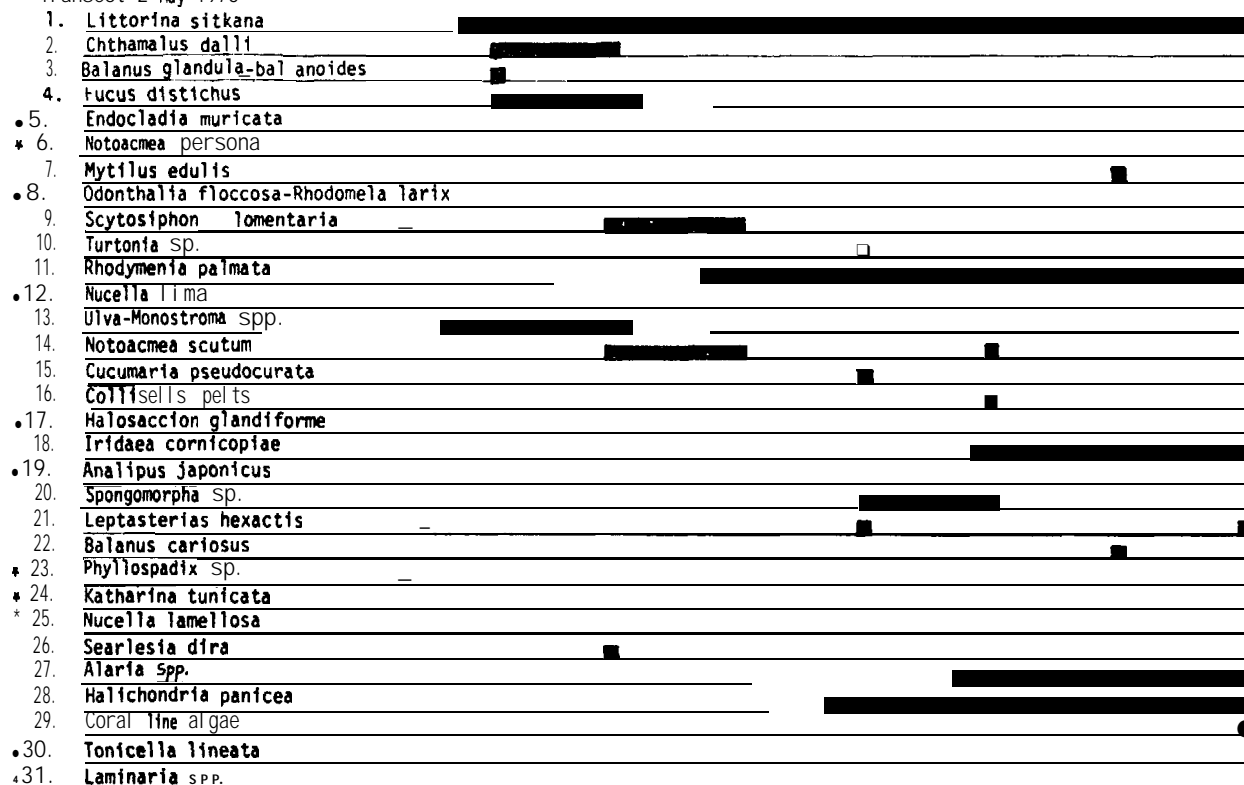 1. Littorina sitkana
2. Chthamalus dalli
3. Balanus glandula-bal anoides
4. Fucus distichus
•5. Endocladia muricata
* 6. Notoacmea persona
7. Mytilus edulis
•8. Odonthalia floccosa-Rhodomela larix
9. Scytosiphon lomentaria
10. Turtonia sp.
11. Rhodymenia palmata
•12. Nucella lima
13. Ulva-Monostroma spp.
14. Notoacmea scutum
15. Cucumaria pseudocurata
16. Collisells pelts
•17. Halosaccion glandiforme
18. Iridaea cornicopiae
•19. Analipus japonicus
20. Spongomorpha sp.
21. Leptasterias hexactis
22. Balanus cariosus
* 23. Phyllospadix sp.
* 24. Katharina tunicata
* 25. Nucella lamellosa
26. Searlesia dira
27. Alaria spp.
28. Halichondria panicea
29. Coral line algae
•30. Tonicella lineata
31. Laminaria SPP.